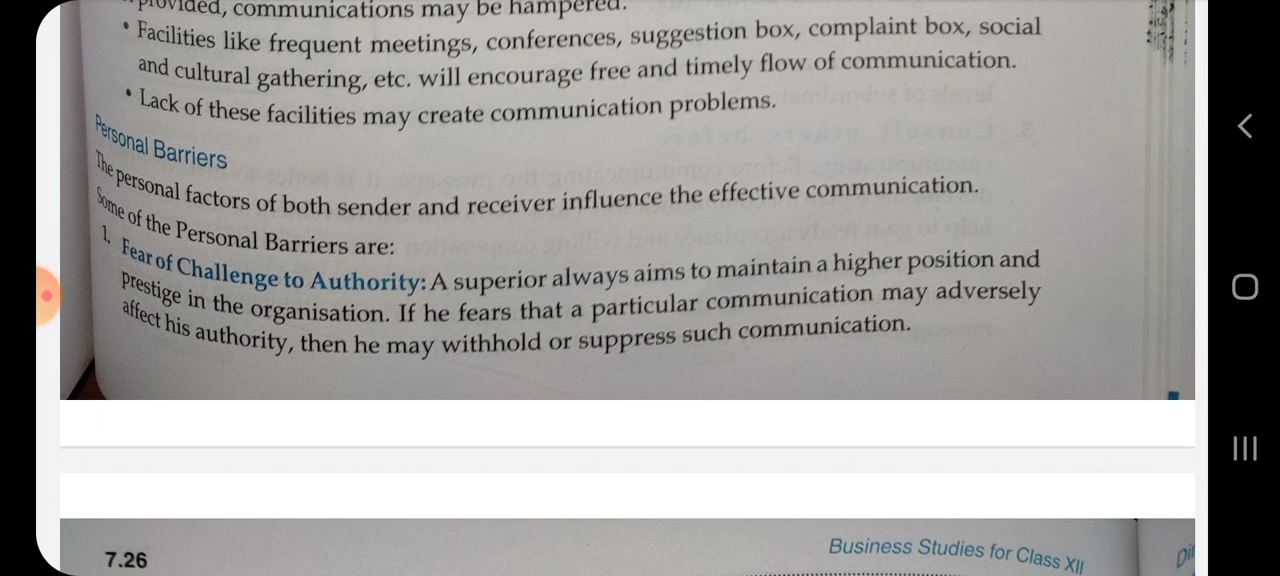 provided, communications may be hampered.
• Facilities like frequent meetings, conferences, suggestion box, complaint box, social
and cultural gathering, etc. will encourage free and timely flow of communication.
• Lack of these facilities may create communication problems.
Personal Barriers
The personal factors of both sender and receiver influence the effective communication.
Some of the Personal Barriers are:
1. Fear of Challenge to Authority: A superior always aims to maintain a higher position and
prestige in the organisation. If he fears that a particular communication may adversely
affect his authority, then he may withhold or suppress such communication.
7.26
Business Studies for Class XII